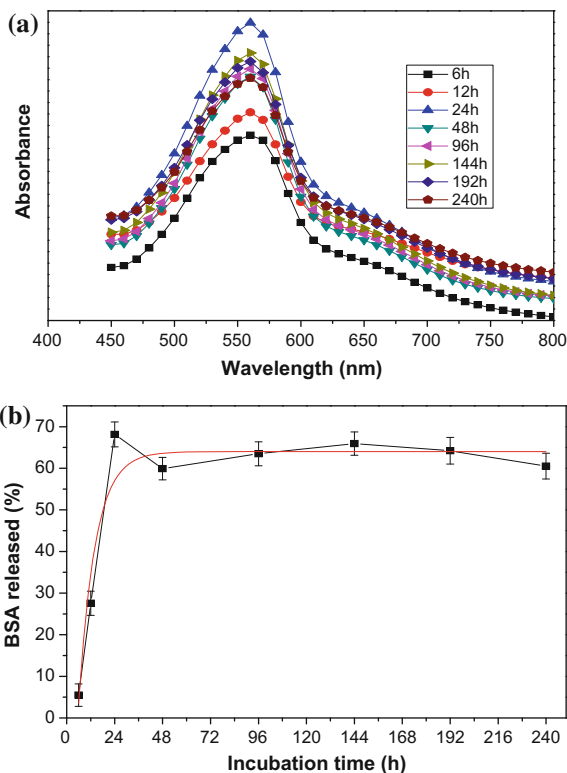 (a)
Absorbance
6h
12h
24h
48h
96h
144h
192h
240h
400 450 500 550 600 650 700 750 800
Wavelength (nm)
(b)
BSA released (%)
70
60
50
40
30
20
10
0
0 24 48 72 96 120 144 168 192 216 240
Incubation time (h)